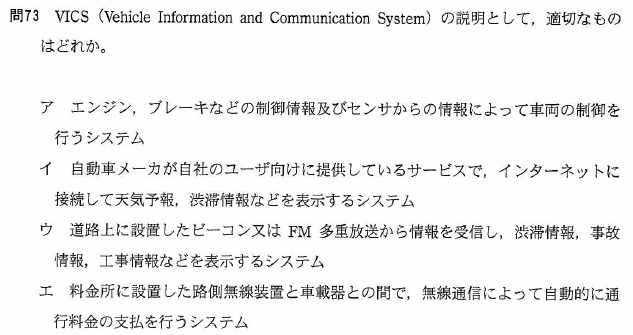 問73　VICS（Vehicle Information and Communication System）の説明として，適切なもの
はどれか。
ア　エンジン，ブレーキなどの制御情報及びセンサからの情報によって車両の制御を
行うシステム
イ　自動車メーカが自社のユーザ向けに提供しているサービスで，インターネットに
接続して天気予報，渋滞情報などを表示するシステム
ウ　道路上に設置したビーコン又は FM 多重放送から情報を受信し，渋滞情報，事故
情報，工事情報などを表示するシステム
エ　料金所に設置した路側無線装置と車載器との間で，無線通信によって自動的に通
行料金の支払を行うシステム